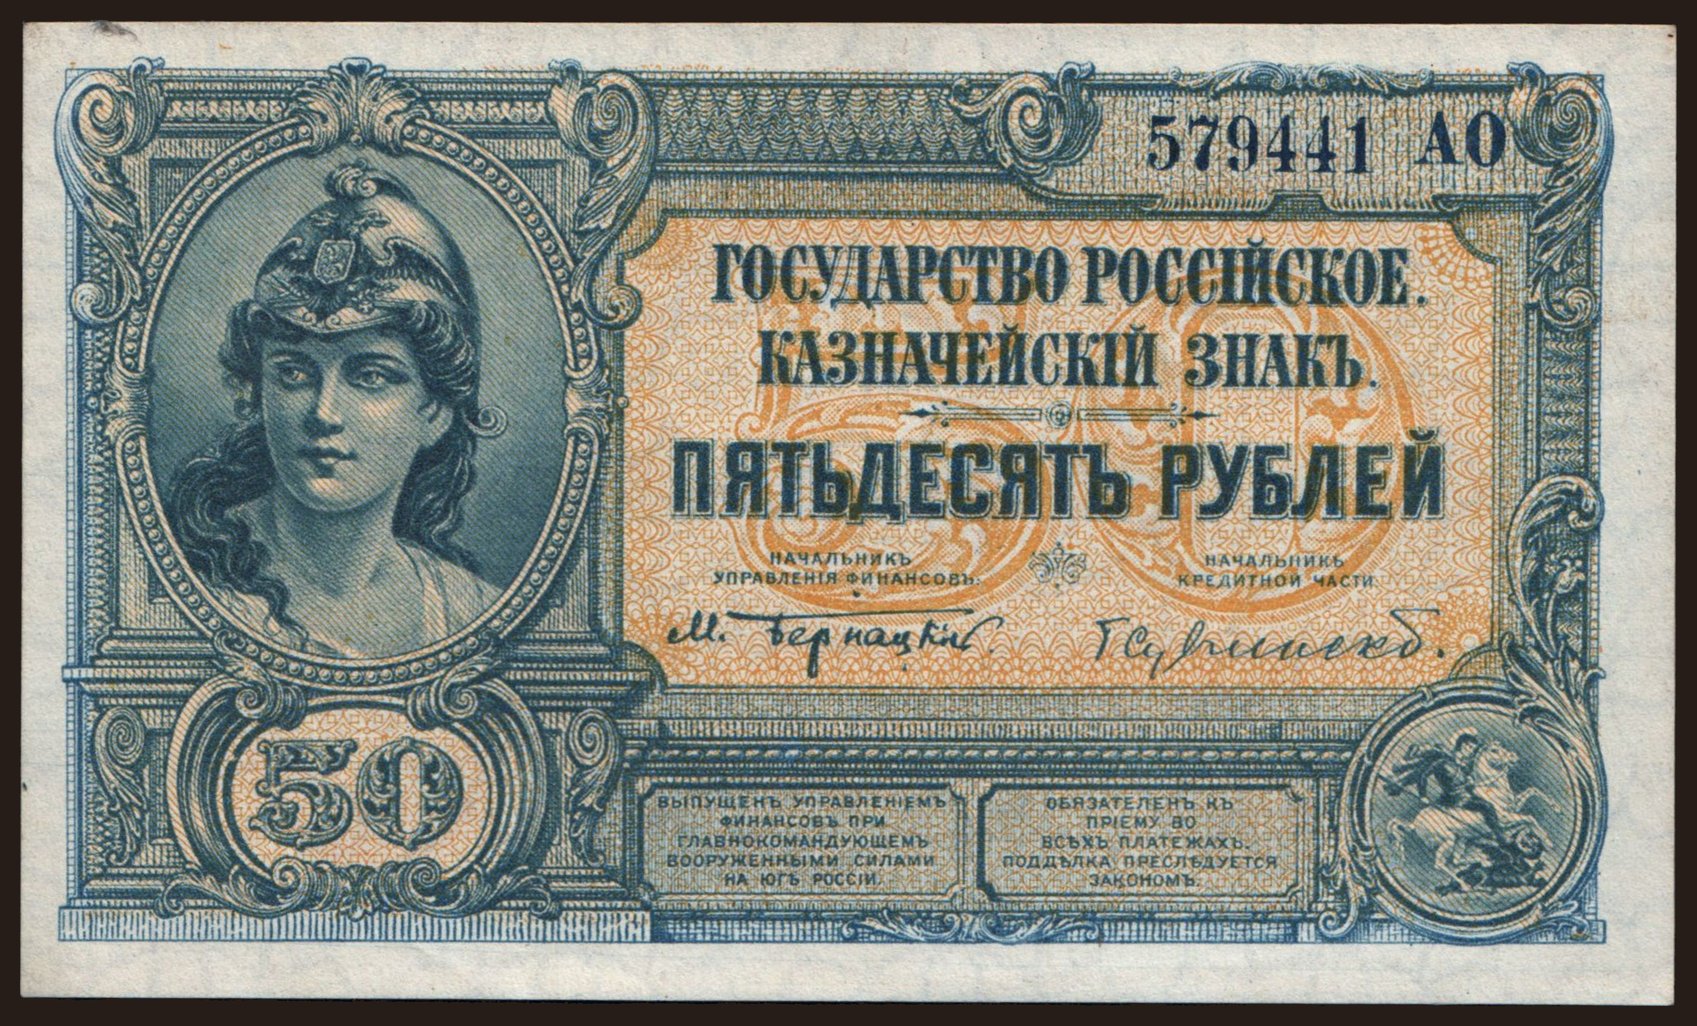 579441 АО
ГОСУДАРСТВО РОССІЙСКОЕ.
КАЗНАЧЕЙСКІЙ ЗНАКЪ.
ПЯТЬДЕСЯТЪ РУБЛЕЙ
НАЧАЛЬНИКЪ
УПРАВЛЕНІЯ ФИНАНСОВЪ:
М. Бернацкій.
НАЧАЛЬНИКЪ
КРЕДИТНОЙ ЧАСТИ:
50
50
ВЫПУЩЕНЪ УПРАВЛЕНІЕМЪ
ФИНАНСОВЪ ПРИ
ГЛАВНОКОМАНДУЮЩЕМЪ
ВООРУЖЕННЫМИ СИЛАМИ
НА ЮГѢ РОССІИ.
ОБЯЗАТЕЛЕНЪ КЪ
ПРІЕМУ ВО
ВСѢХЪ ПЛАТЕЖАХЪ.
ПОДДѢЛКА ПРЕСЛѢДУЕТСЯ
ЗАКОНОМЪ.